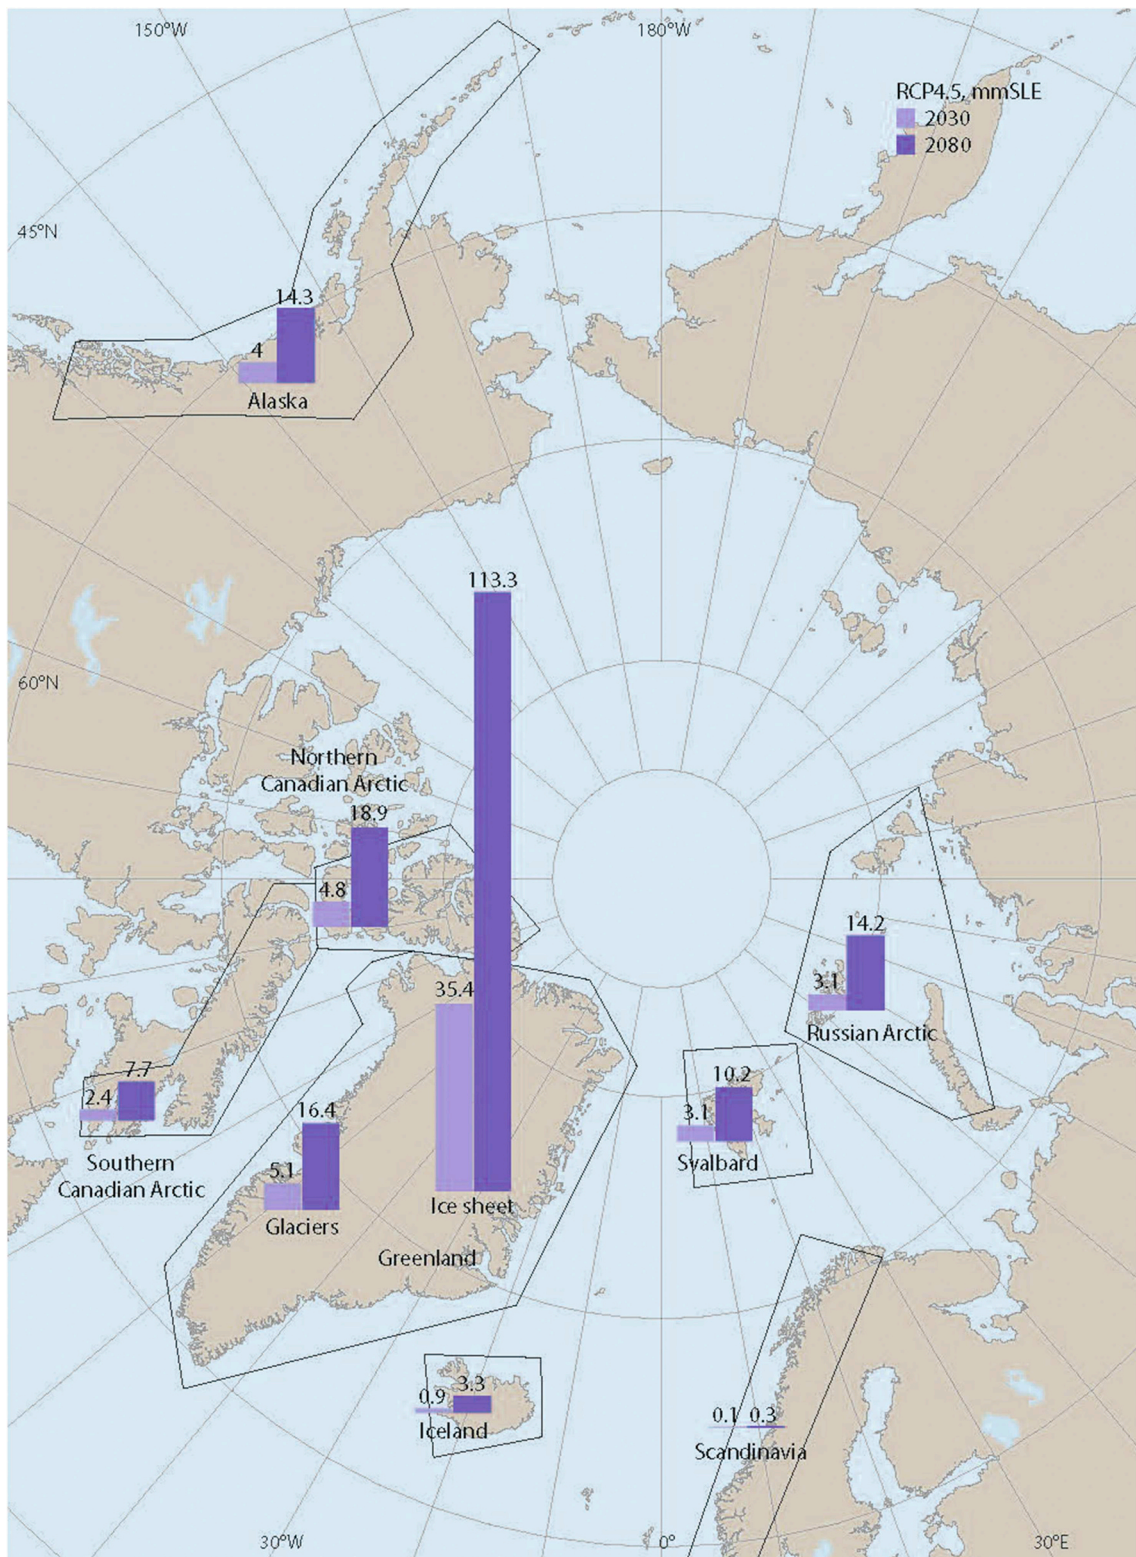 150°W
180°W
RCP4.5, mmSLE
2030
2080
45°N
14.3
4
Alaska
113.3
60°N
Northern
Canadian Arctic
18.9
4.8
14.2
3.1
Russian Arctic
35.4
7.7
2.4
Southern
Canadian Arctic
16.4
5.1
Glaciers
Ice sheet
Greenland
10.2
3.1
Svalbard
3.3
0.9
Iceland
0.1
0.3
Scandinavia
30°W
0°
30°E